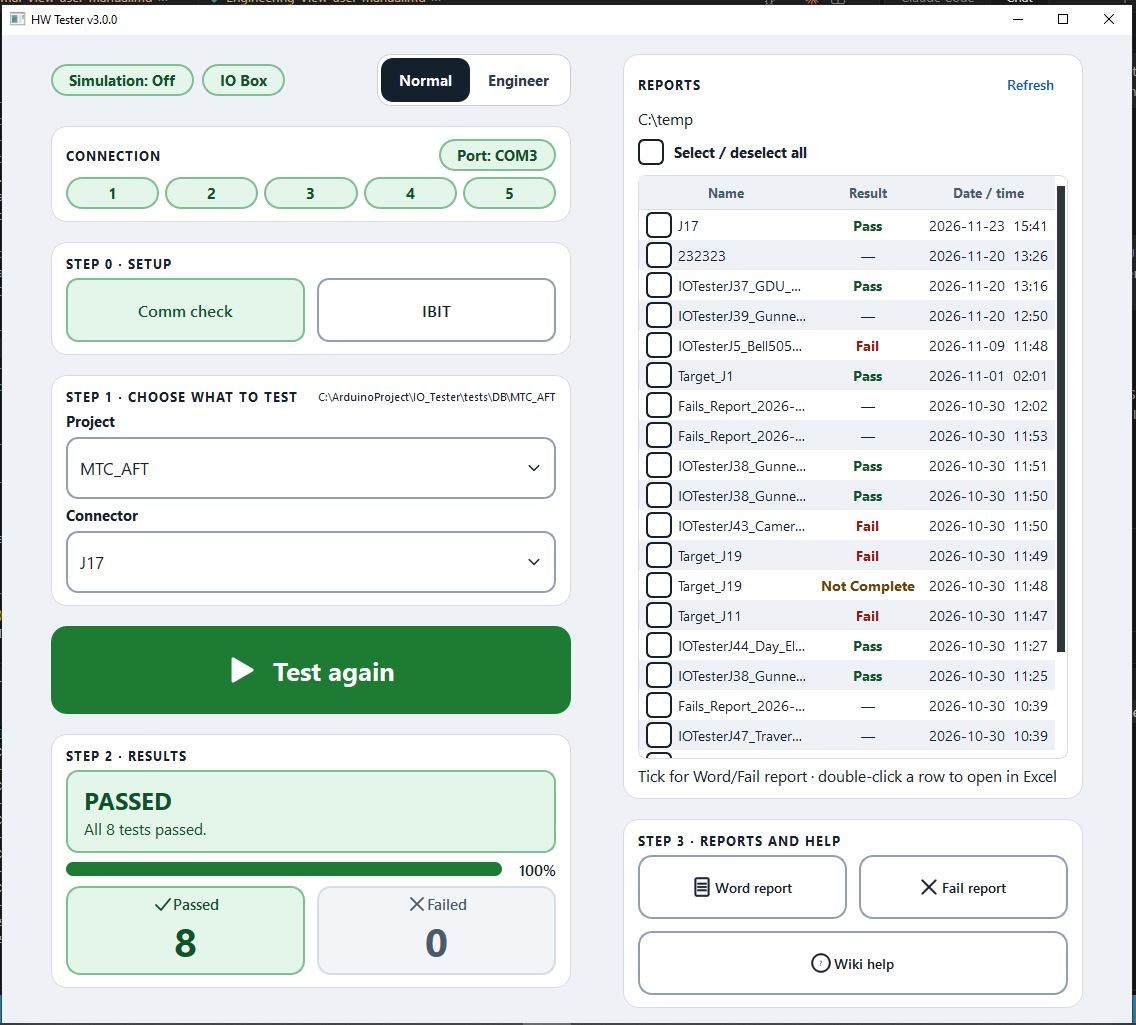 HW Tester v3.0.0
Simulation: Off
IO Box
Normal
Engineer
CONNECTION
Port: COM3
1 2 3 4 5
STEP 0 · SETUP
Comm check
IBIT
STEP 1 · CHOOSE WHAT TO TEST C:\ArduinoProject\IO_Tester\tests\DB\MTC_AFT
Project
MTC_AFT
Connector
J17
Test again
STEP 2 · RESULTS
PASSED
All 8 tests passed.
100%
Passed
8
Failed
0
REPORTS
Refresh
C:\temp
Select / deselect all
Name Result Date / time
J17 Pass 2026-11-23 15:41
232323 — 2026-11-20 13:26
IOTesterJ37_GDU_... Pass 2026-11-20 13:16
IOTesterJ39_Gunne... — 2026-11-20 12:50
IOTesterJ5_Bell505... Fail 2026-11-09 11:48
Target_J1 Pass 2026-11-01 02:01
Fails_Report_2026-... — 2026-10-30 12:02
Fails_Report_2026-... — 2026-10-30 11:53
IOTesterJ38_Gunne... Pass 2026-10-30 11:51
IOTesterJ38_Gunne... Pass 2026-10-30 11:50
IOTesterJ43_Camer... Fail 2026-10-30 11:50
Target_J19 Fail 2026-10-30 11:49
Target_J19 Not Complete 2026-10-30 11:48
Target_J11 Fail 2026-10-30 11:47
IOTesterJ44_Day_El... Pass 2026-10-30 11:27
IOTesterJ38_Gunne... Pass 2026-10-30 11:25
Fails_Report_2026-... — 2026-10-30 10:39
IOTesterJ47_Traver... — 2026-10-30 10:39
Tick for Word/Fail report · double-click a row to open in Excel
STEP 3 · REPORTS AND HELP
Word report
Fail report
Wiki help